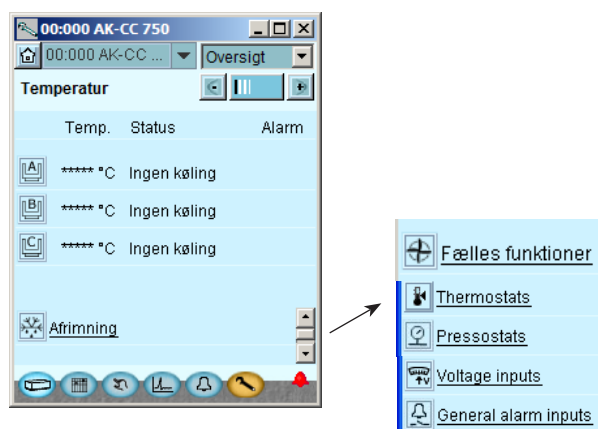 00:000 AK-CC 750
00:000 AK-CC ... Oversigt
Temperatur
Temp. Status Alarm
A ***** °C Ingen køling
B ***** °C Ingen køling
C ***** °C Ingen køling
Afrimning
Fælles funktioner
Thermostats
Pressostats
Voltage inputs
General alarm inputs